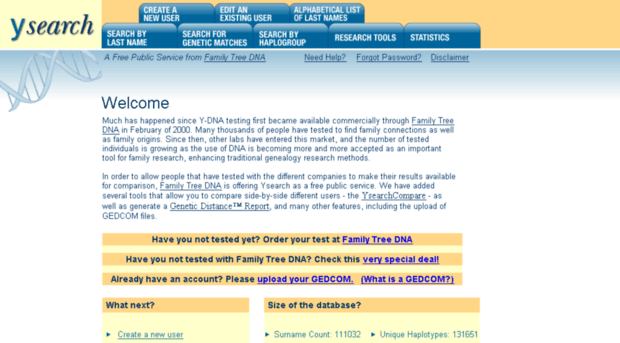 ysearch
CREATE A NEW USER
EDIT AN EXISTING USER
ALPHABETICAL LIST OF LAST NAMES
SEARCH BY LAST NAME
SEARCH FOR GENETIC MATCHES
SEARCH BY HAPLOGROUP
RESEARCH TOOLS
STATISTICS
A Free Public Service from Family Tree DNA
Need Help?
Forgot Password?
Disclaimer
Welcome
Much has happened since Y-DNA testing first became available commercially through Family Tree
DNA in February of 2000. Many thousands of people have tested to find family connections as well
as family origins. Since then, other labs have entered this market, and the number of tested
individuals is growing as the use of DNA is becoming more and more accepted as an important
tool for family research, enhancing traditional genealogy research methods.
In order to allow people that have tested with the different companies to make their results available
for comparison, Family Tree DNA is offering Ysearch as a free public service. We have added
several tools that allow you to compare side-by-side different users - the YsearchCompare - as
well as generate a Genetic Distance™ Report, and many other features, including the upload of
GEDCOM files.
Have you not tested yet? Order your test at Family Tree DNA
Have you not tested with Family Tree DNA? Check this very special deal!
Already have an account? Please upload your GEDCOM. (What is a GEDCOM?)
What next?
Size of the database?
Create a new user
Surname Count: 111032
Unique Haplotypes: 131651